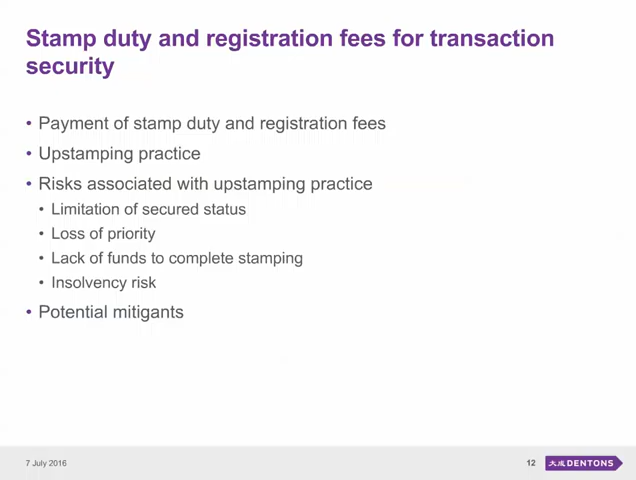 Stamp duty and registration fees for transaction
security
• Payment of stamp duty and registration fees
• Upstamping practice
• Risks associated with upstamping practice
• Limitation of secured status
• Loss of priority
• Lack of funds to complete stamping
• Insolvency risk
• Potential mitigants
7 July 2016
12
大成 DENTONS